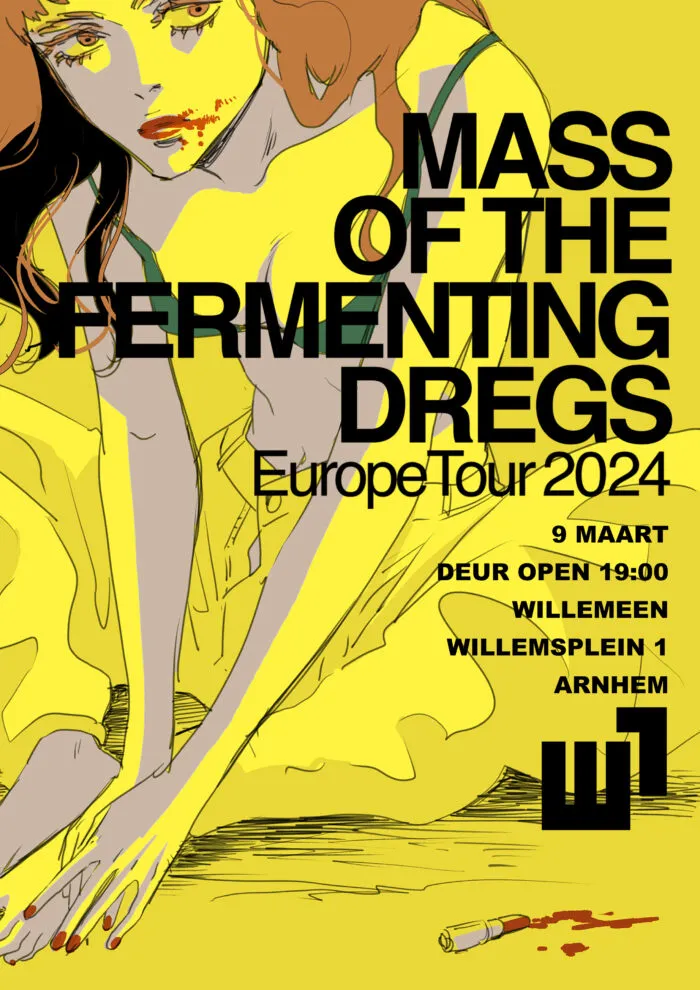 MASS
OF THE
FERMENTING
DREGS
Europe Tour 2024
9 MAART
DEUR OPEN 19:00
WILLEMEEN
WILLEMSPLEIN 1
ARNHEM